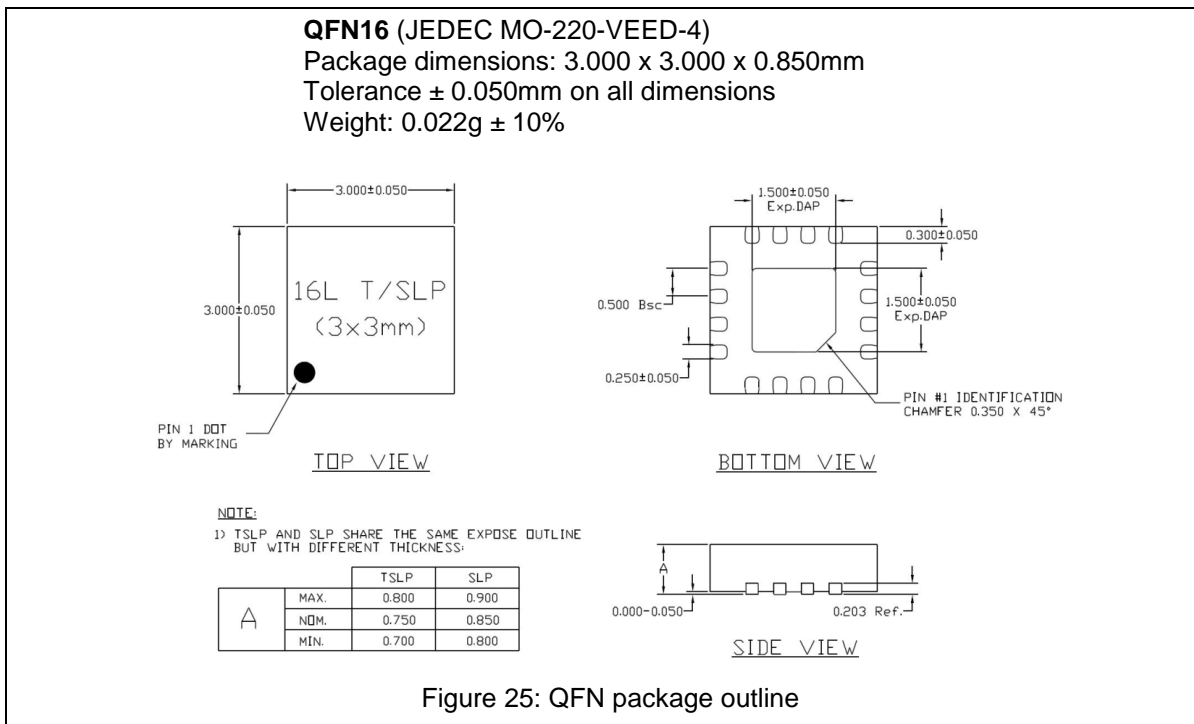 QFN16 (JEDEC MO-220-VEED-4)
Package dimensions: 3.000 x 3.000 x 0.850mm
Tolerance ± 0.050mm on all dimensions
Weight: 0.022g ± 10%
3.000±0.050
3.000±0.050
16L T/SLP
(3x3mm)
PIN 1 DOT
BY MARKING
TOP VIEW
1.500±0.050
Exp.DAP
0.300±0.050
0.500 Bsc
1.500±0.050
Exp.DAP
0.250±0.050
PIN #1 IDENTIFICATION
CHAMFER 0.350 X 45°
BOTTOM VIEW
NOTE:
1) TSLP AND SLP SHARE THE SAME EXPOSE OUTLINE
BUT WITH DIFFERENT THICKNESS:
TSLP SLP
A
MAX. 0.800 0.900
NOM. 0.750 0.850
MIN. 0.700 0.800
A
0.000-0.050
0.203 Ref.
SIDE VIEW
Figure 25: QFN package outline